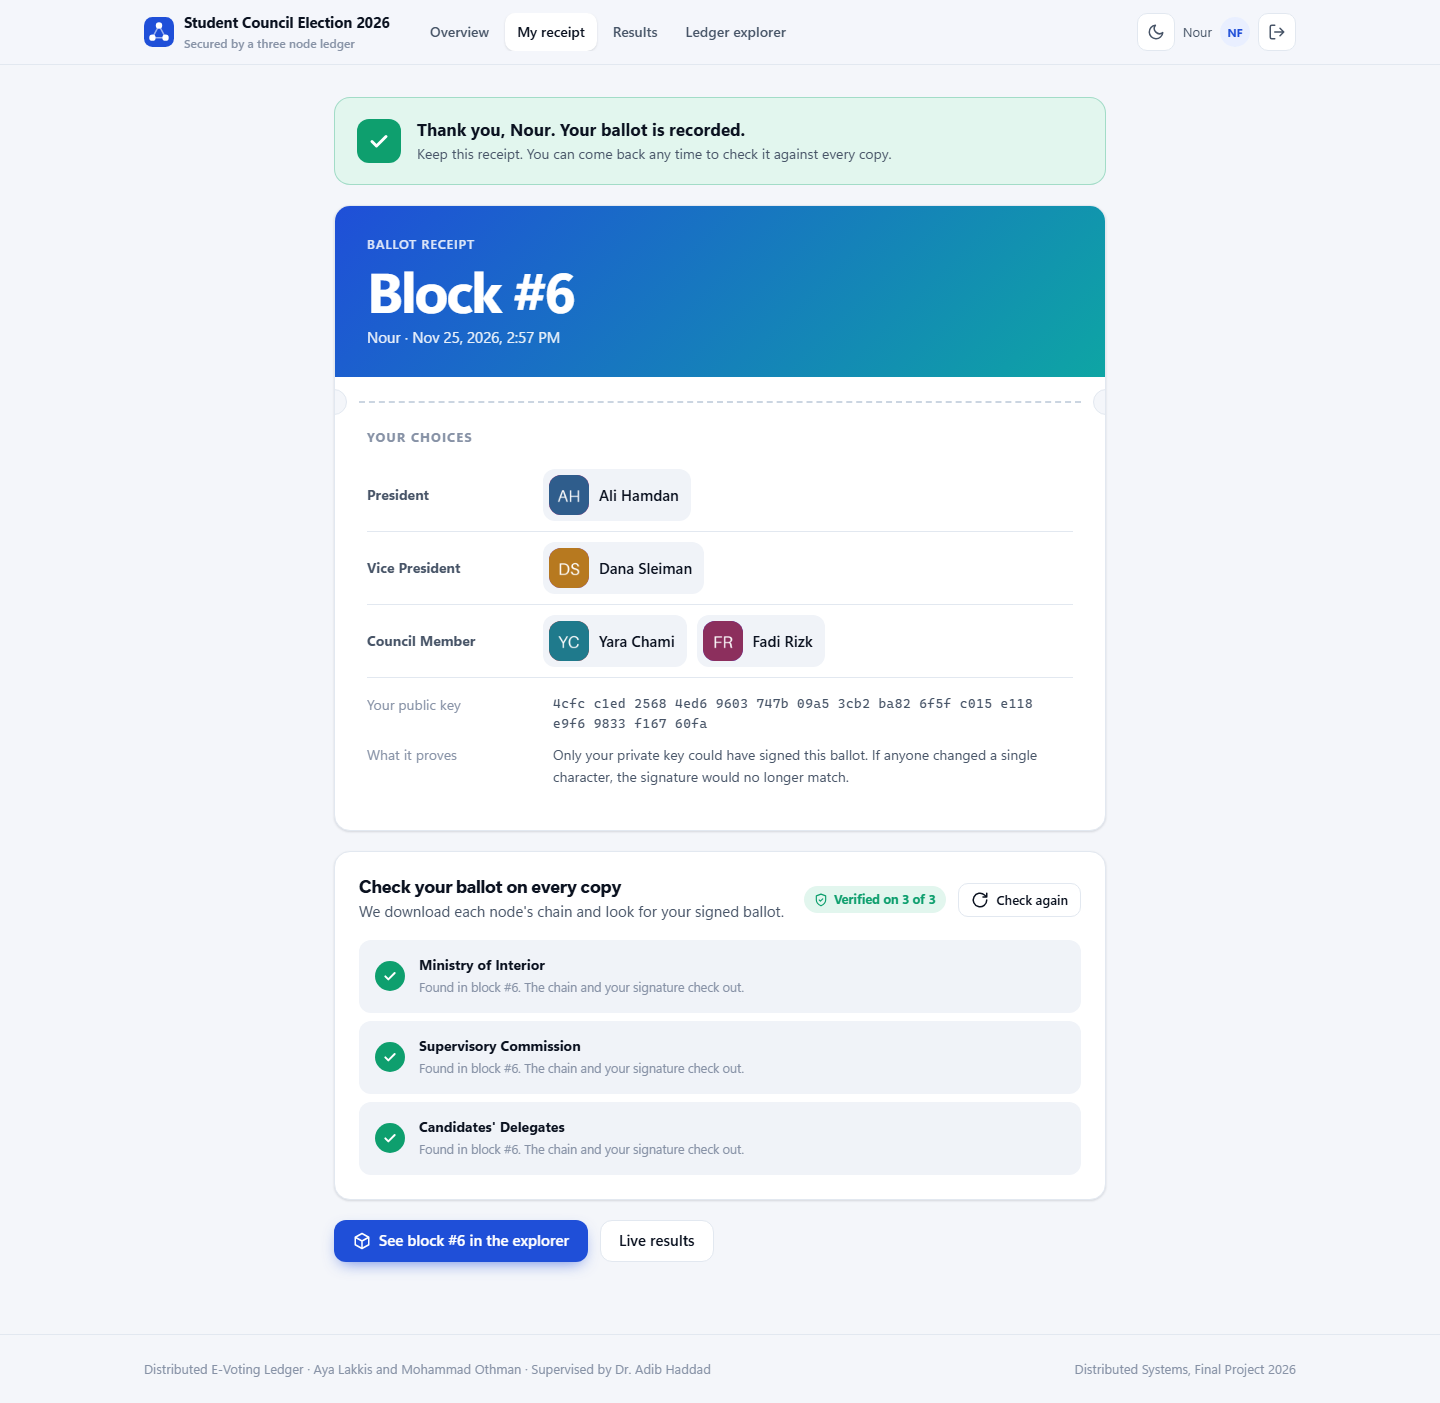 Student Council Election 2026
Secured by a three node ledger
Overview
My receipt
Results
Ledger explorer
Nour
NF
Thank you, Nour. Your ballot is recorded.
Keep this receipt. You can come back any time to check it against every copy.
BALLOT RECEIPT
Block #6
Nour · Nov 25, 2026, 2:57 PM
YOUR CHOICES
President
AH
Ali Hamdan
Vice President
DS
Dana Sleiman
Council Member
YC
Yara Chami
FR
Fadi Rizk
Your public key
4cfc c1ed 2568 4ed6 9603 747b 09a5 3cb2 ba82 6f5f c015 e118
e9f6 9833 f167 60fa
What it proves
Only your private key could have signed this ballot. If anyone changed a single
character, the signature would no longer match.
Check your ballot on every copy
We download each node's chain and look for your signed ballot.
Verified on 3 of 3
Check again
Ministry of Interior
Found in block #6. The chain and your signature check out.
Supervisory Commission
Found in block #6. The chain and your signature check out.
Candidates' Delegates
Found in block #6. The chain and your signature check out.
See block #6 in the explorer
Live results
Distributed E-Voting Ledger · Aya Lakkis and Mohammad Othman · Supervised by Dr. Adib Haddad
Distributed Systems, Final Project 2026